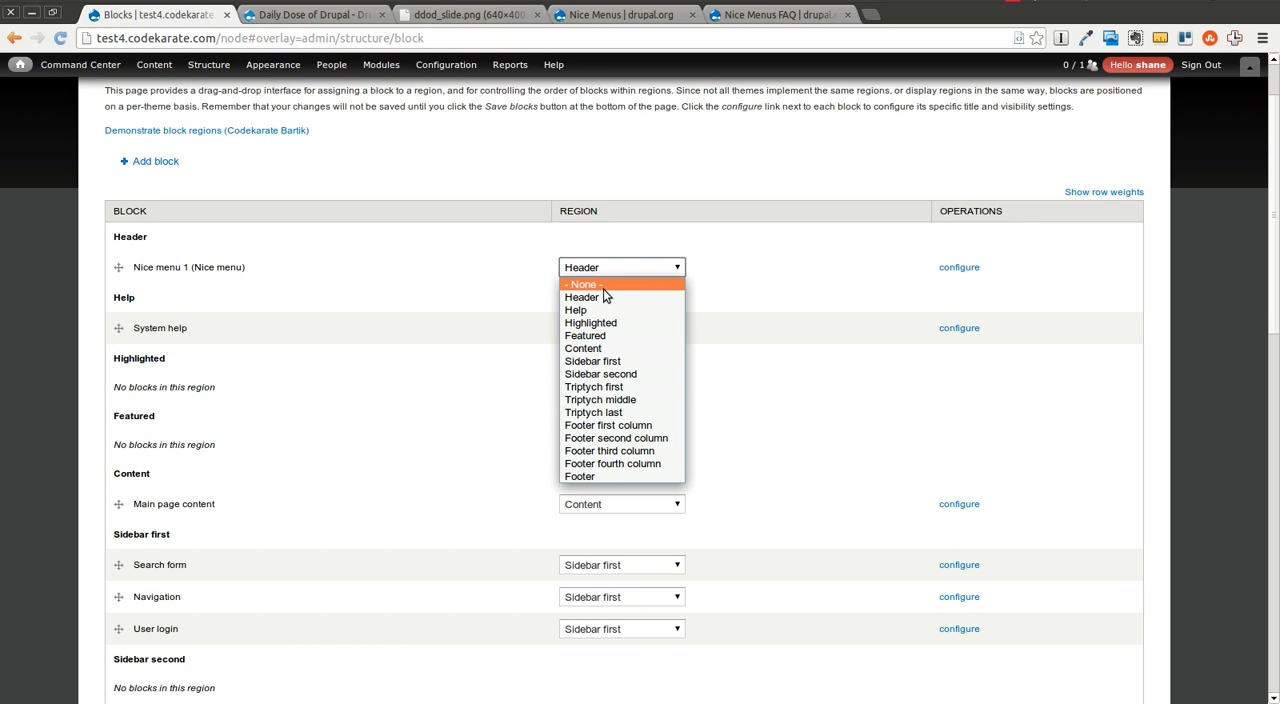 Blocks | test4.codekarate
Daily Dose of Drupal - Dr
ddod_slide.png (640×400
Nice Menus | drupal.org
Nice Menus FAQ | drupal.
test4.codekarate.com/node#overlay=admin/structure/block
Command Center Content Structure Appearance People Modules Configuration Reports Help 0 / 1 Hello shane Sign Out
This page provides a drag-and-drop interface for assigning a block to a region, and for controlling the order of blocks within regions. Since not all themes implement the same regions, or display regions in the same way, blocks are positioned
on a per-theme basis. Remember that your changes will not be saved until you click the Save blocks button at the bottom of the page. Click the configure link next to each block to configure its specific title and visibility settings.
Demonstrate block regions (Codekarate Bartik)
Add block
Show row weights
BLOCK REGION OPERATIONS
Header
Nice menu 1 (Nice menu) Header configure
- None -
Header
Help
Highlighted
Featured
Content
Sidebar first
Sidebar second
Triptych first
Triptych middle
Triptych last
Footer first column
Footer second column
Footer third column
Footer fourth column
Footer
Help
System help configure
Highlighted
No blocks in this region
Featured
No blocks in this region
Content
Main page content Content configure
Sidebar first
Search form Sidebar first configure
Navigation Sidebar first configure
User login Sidebar first configure
Sidebar second
No blocks in this region